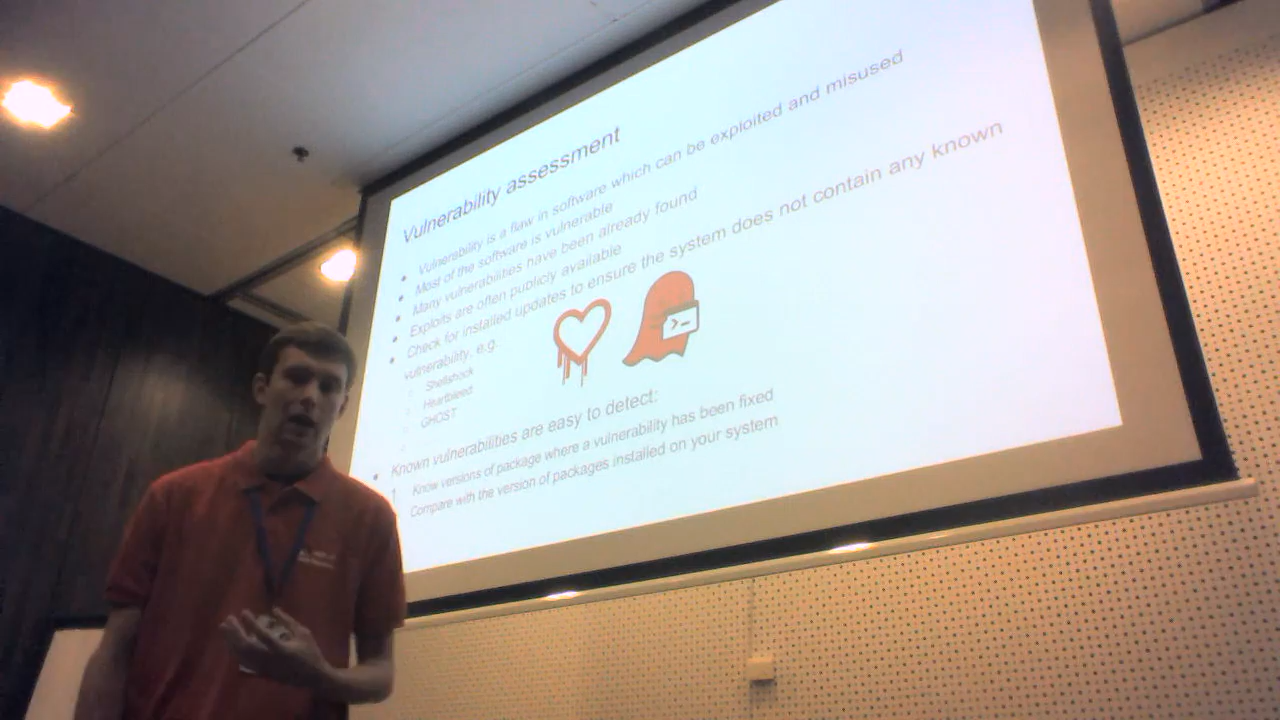 Vulnerability assessment
Vulnerability is a flaw in software which can be exploited and misused
Most of the software is vulnerable
Many vulnerabilities have been already found
Exploits are often publicly available
Check for installed updates to ensure the system does not contain any known
vulnerability, e.g.
Shellshock
Heartbleed
GHOST
Known vulnerabilities are easy to detect:
Know versions of package where a vulnerability has been fixed
Compare with the version of packages installed on your system